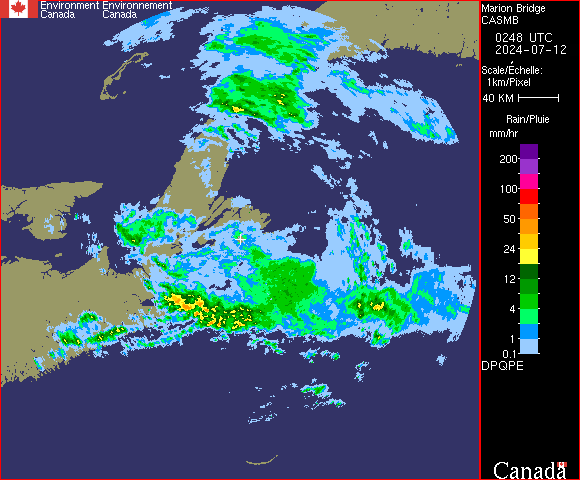 Environment Environnement
Canada Canada
Marion Bridge
CASMB
0248 UTC
2024-07-12
Scale/Échelle:
1km/Pixel
40 KM
Rain/Pluie
mm/hr
200
100
50
24
12
4
1
0.1
DPQPE
Canada